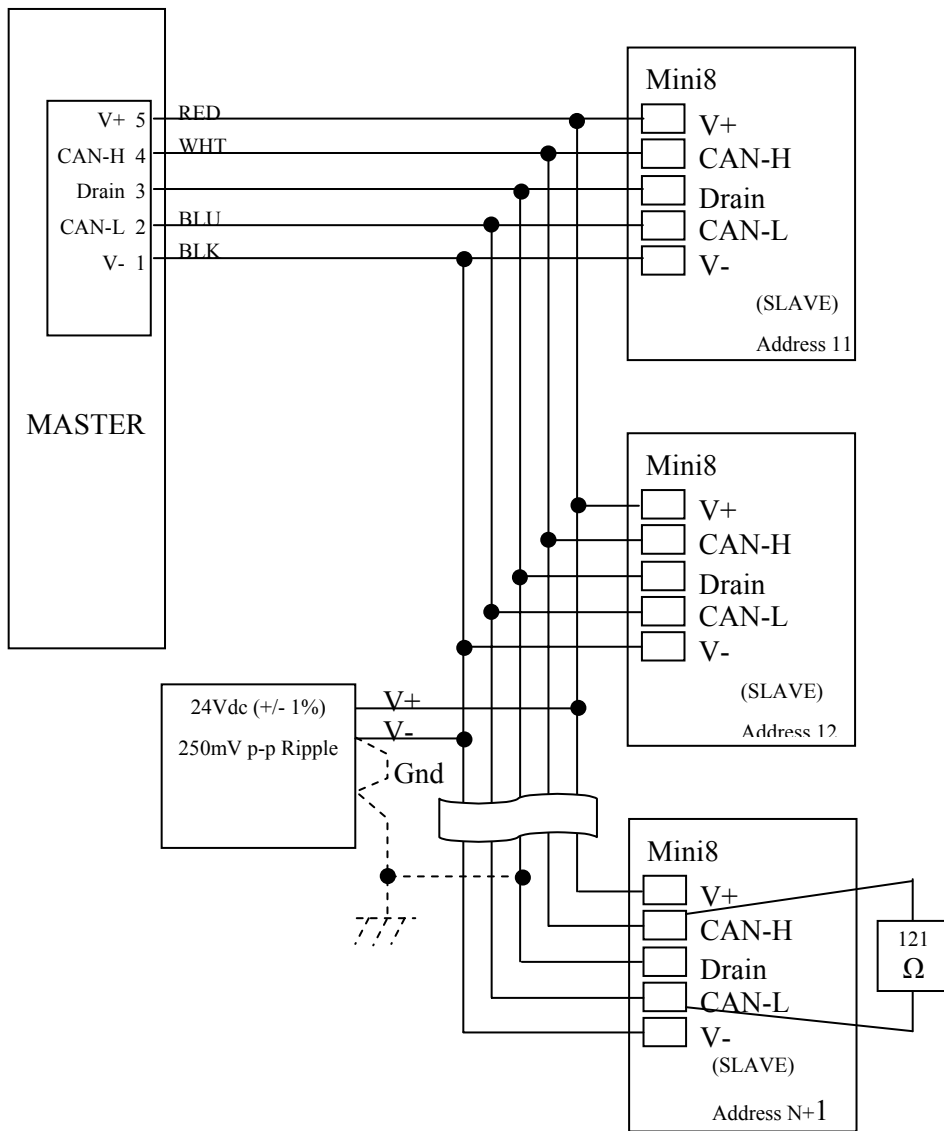 V+ 5 RED
CAN-H 4 WHT
Drain 3
CAN-L 2 BLU
V- 1 BLK
MASTER
Mini8
V+
CAN-H
Drain
CAN-L
V-
(SLAVE)
Address 11
Mini8
V+
CAN-H
Drain
CAN-L
V-
(SLAVE)
Address 12
24Vdc (+/- 1%)
250mV p-p Ripple
V+
V-
Gnd
Mini8
V+
CAN-H
Drain
CAN-L
V-
(SLAVE)
Address N+1
121
Ω